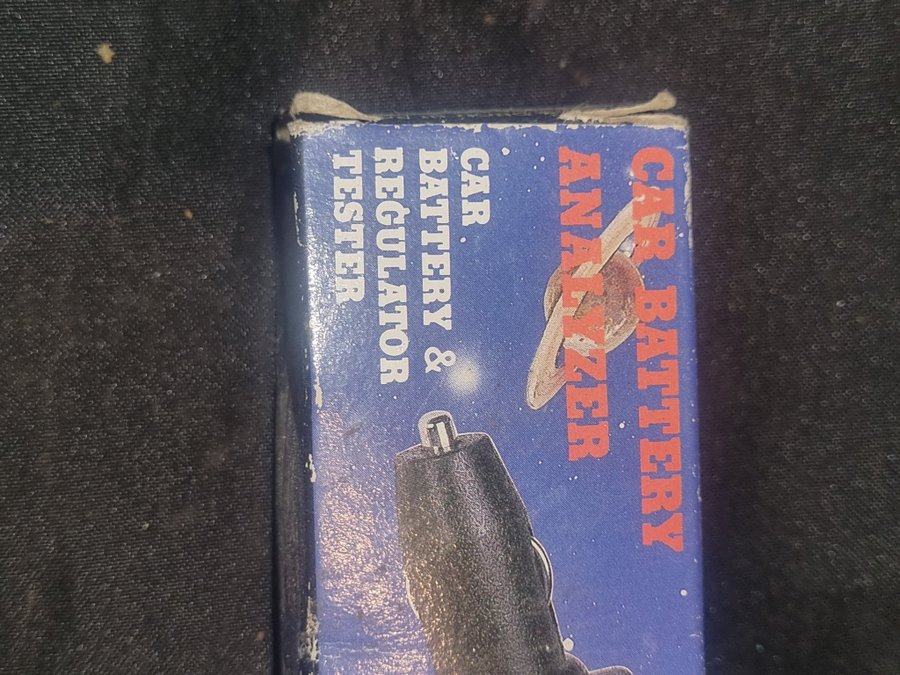 CAR BATTERY
ANALYZER
CAR
BATTERY &
REGULATOR
TESTER